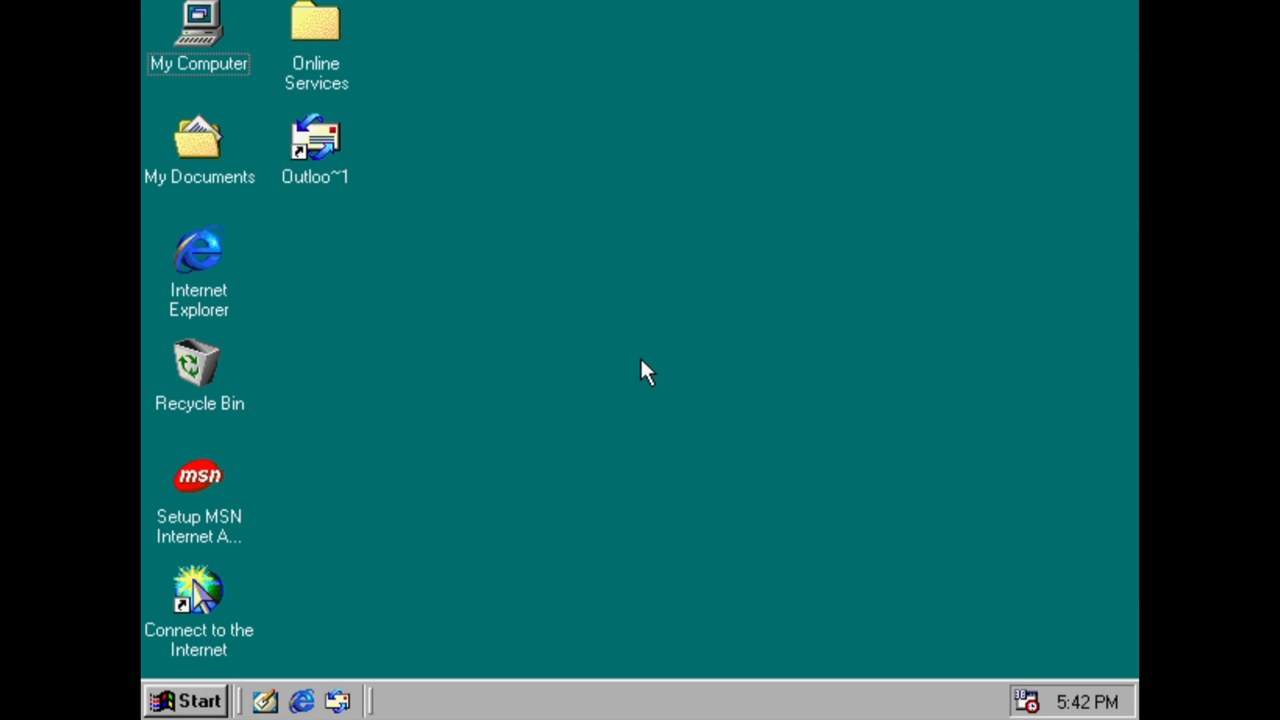 My Computer
Online
Services
My Documents
Outloo~1
Internet
Explorer
Recycle Bin
msn
Setup MSN
Internet A...
Connect to the
Internet
Start
5:42 PM